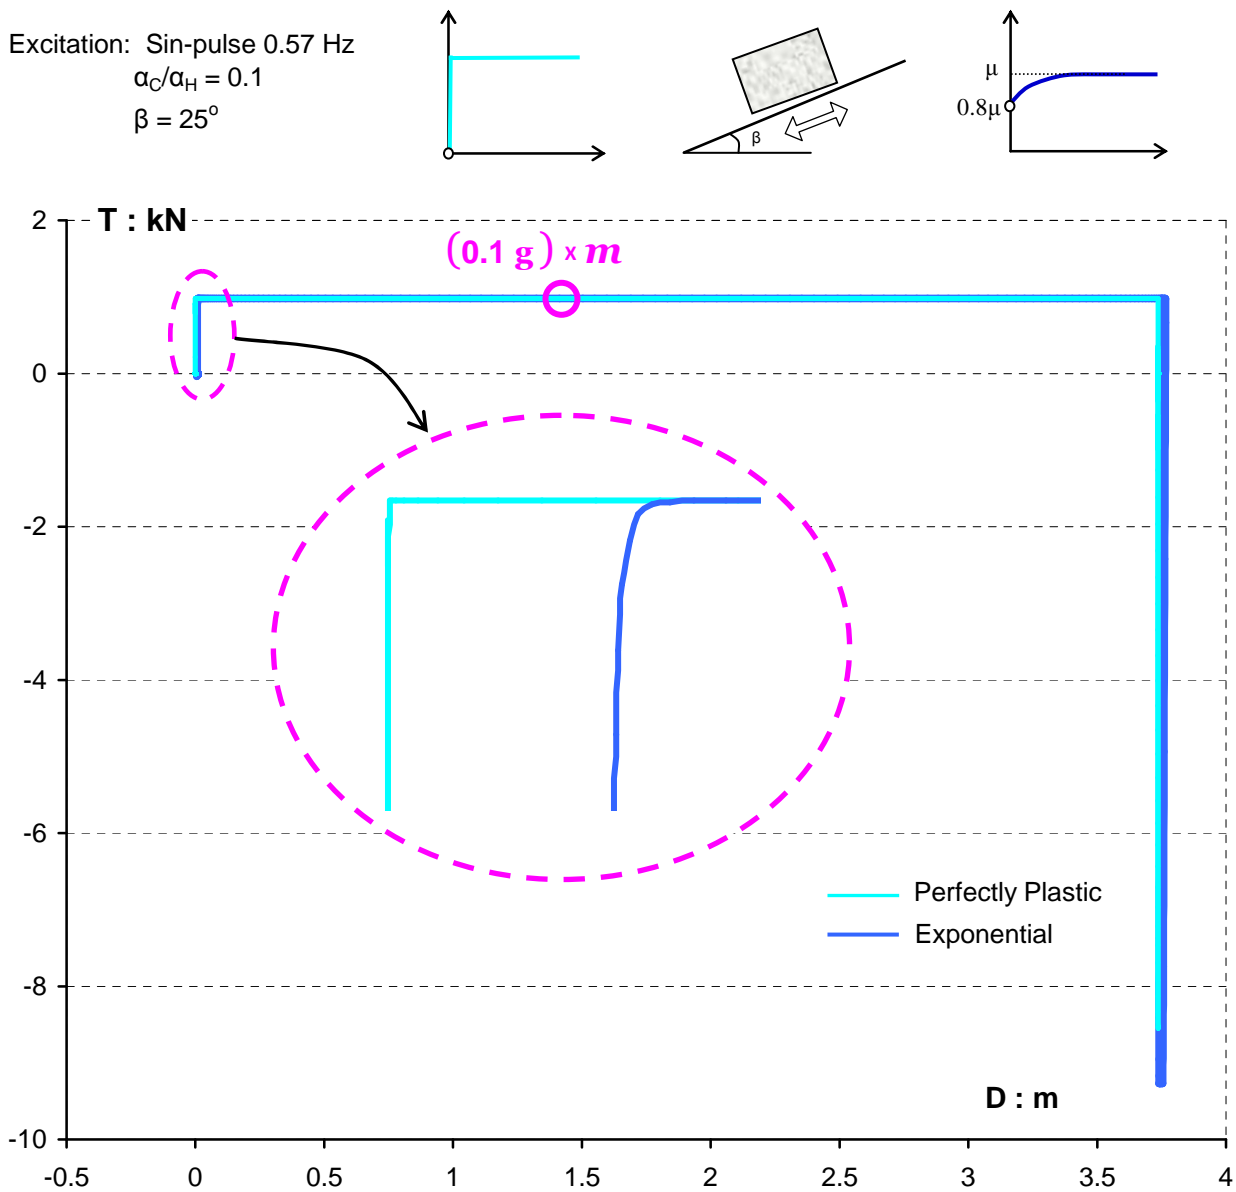 Excitation: Sin-pulse 0.57 Hz
α_C/α_H = 0.1
β = 25°
β
μ
0.8μ
T : kN
(0.1 g) x m
2
0
-2
-4
-6
-8
-10
Perfectly Plastic
Exponential
D : m
-0.5 0 0.5 1 1.5 2 2.5 3 3.5 4